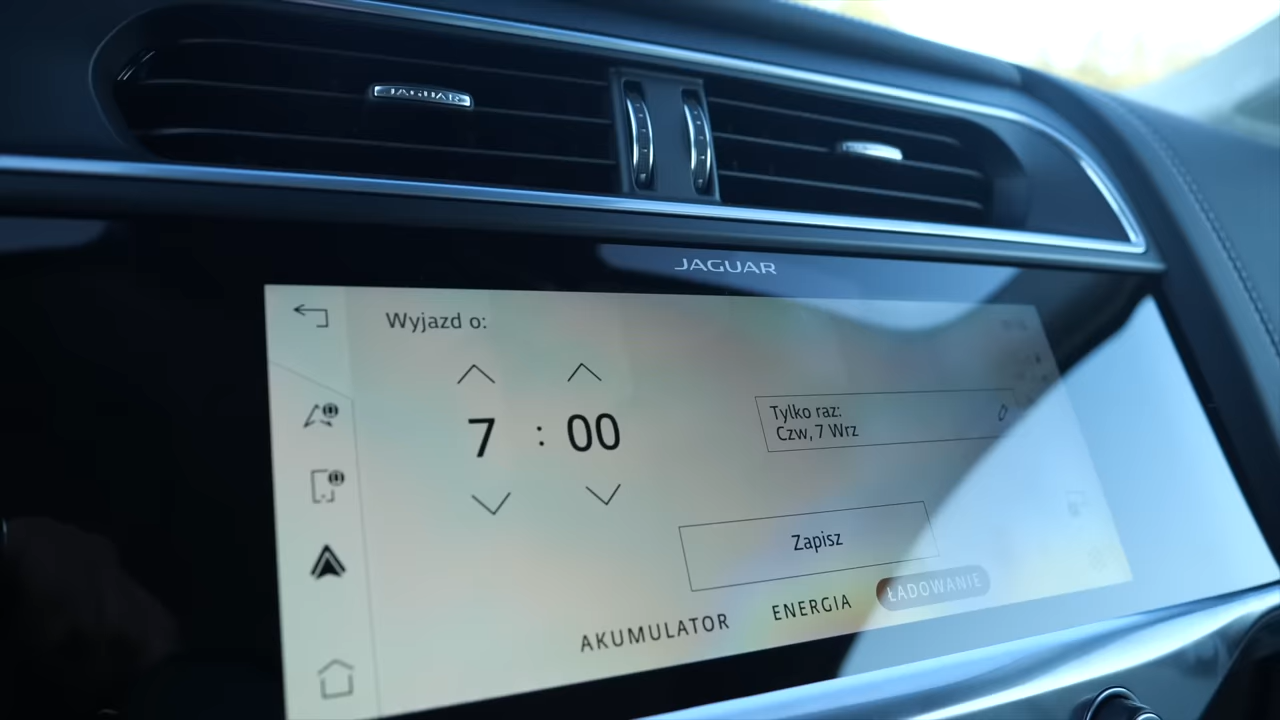 JAGUAR
JAGUAR
Wyjazd o:
7 : 00
Tylko raz:
Czw, 7 Wrz
Zapisz
AKUMULATOR
ENERGIA
ŁADOWANIE